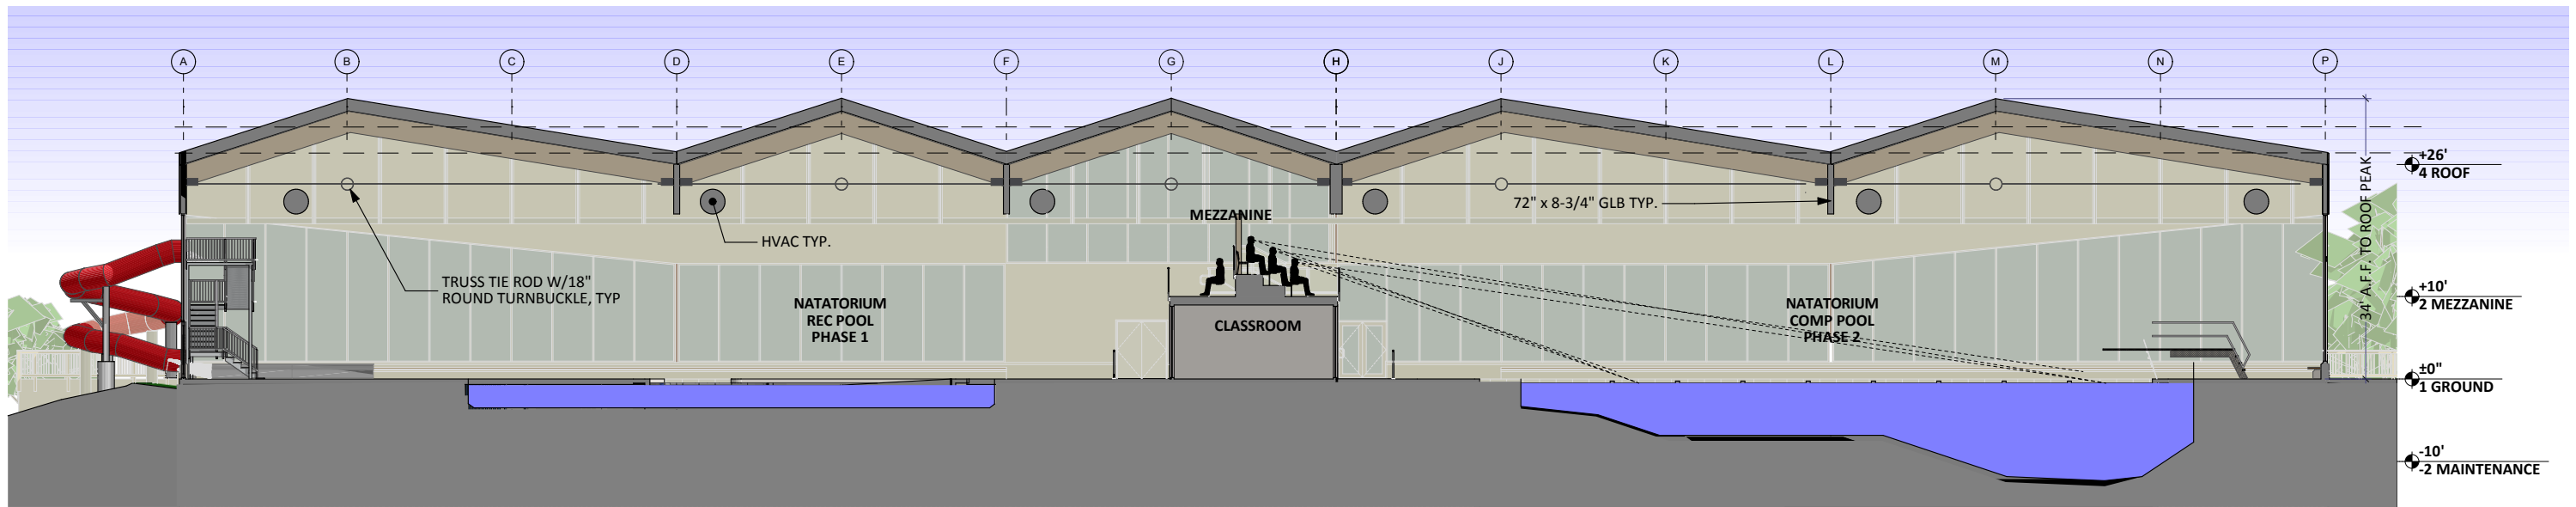 A B C D E F G H J K L M N P
+26'
4 ROOF
34' A.F.F. TO ROOF PEAK
72" x 8-3/4" GLB TYP.
MEZZANINE
HVAC TYP.
TRUSS TIE ROD W/18"
ROUND TURNBUCKLE, TYP
NATATORIUM
REC POOL
PHASE 1
CLASSROOM
NATATORIUM
COMP POOL
PHASE 2
+10'
2 MEZZANINE
±0"
1 GROUND
-10'
-2 MAINTENANCE